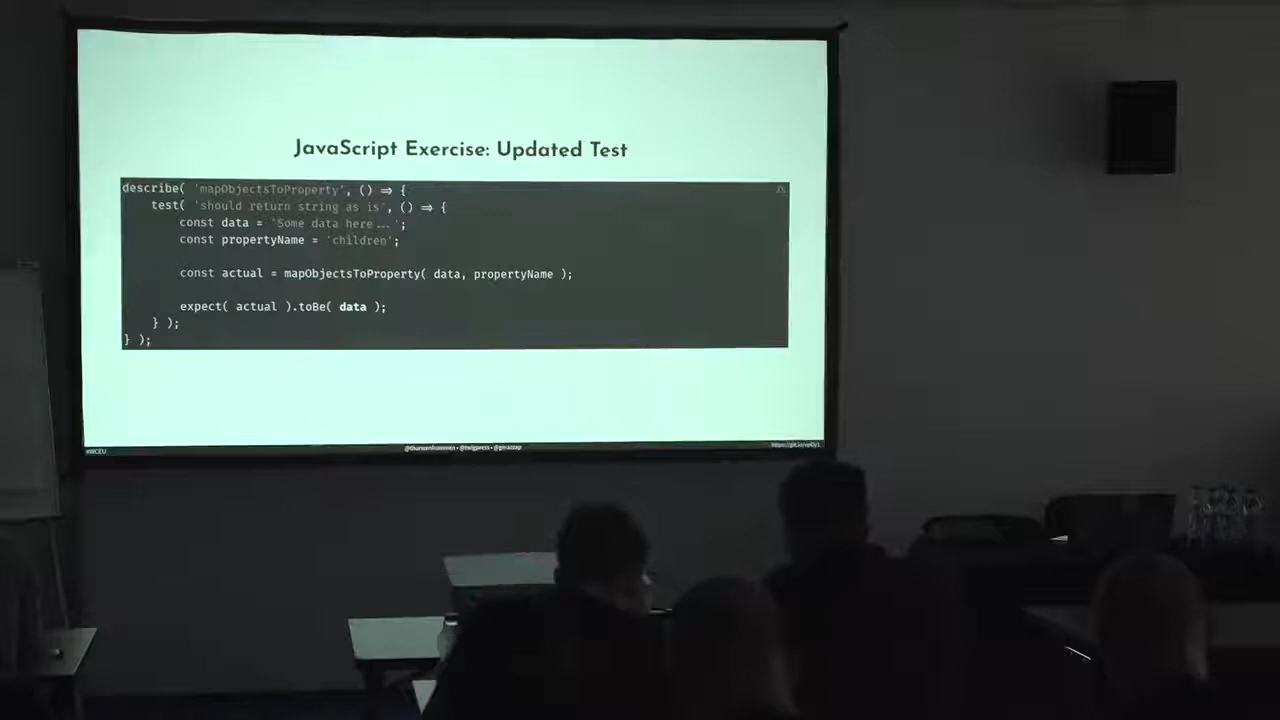 JavaScript Exercise: Updated Test
describe( 'mapObjectsToProperty', () => {
test( 'should return string as is', () => {
const data = 'Some data here...';
const propertyName = 'children';
const actual = mapObjectsToProperty( data, propertyName );
expect( actual ).toBe( data );
} );
} );
#WCEU